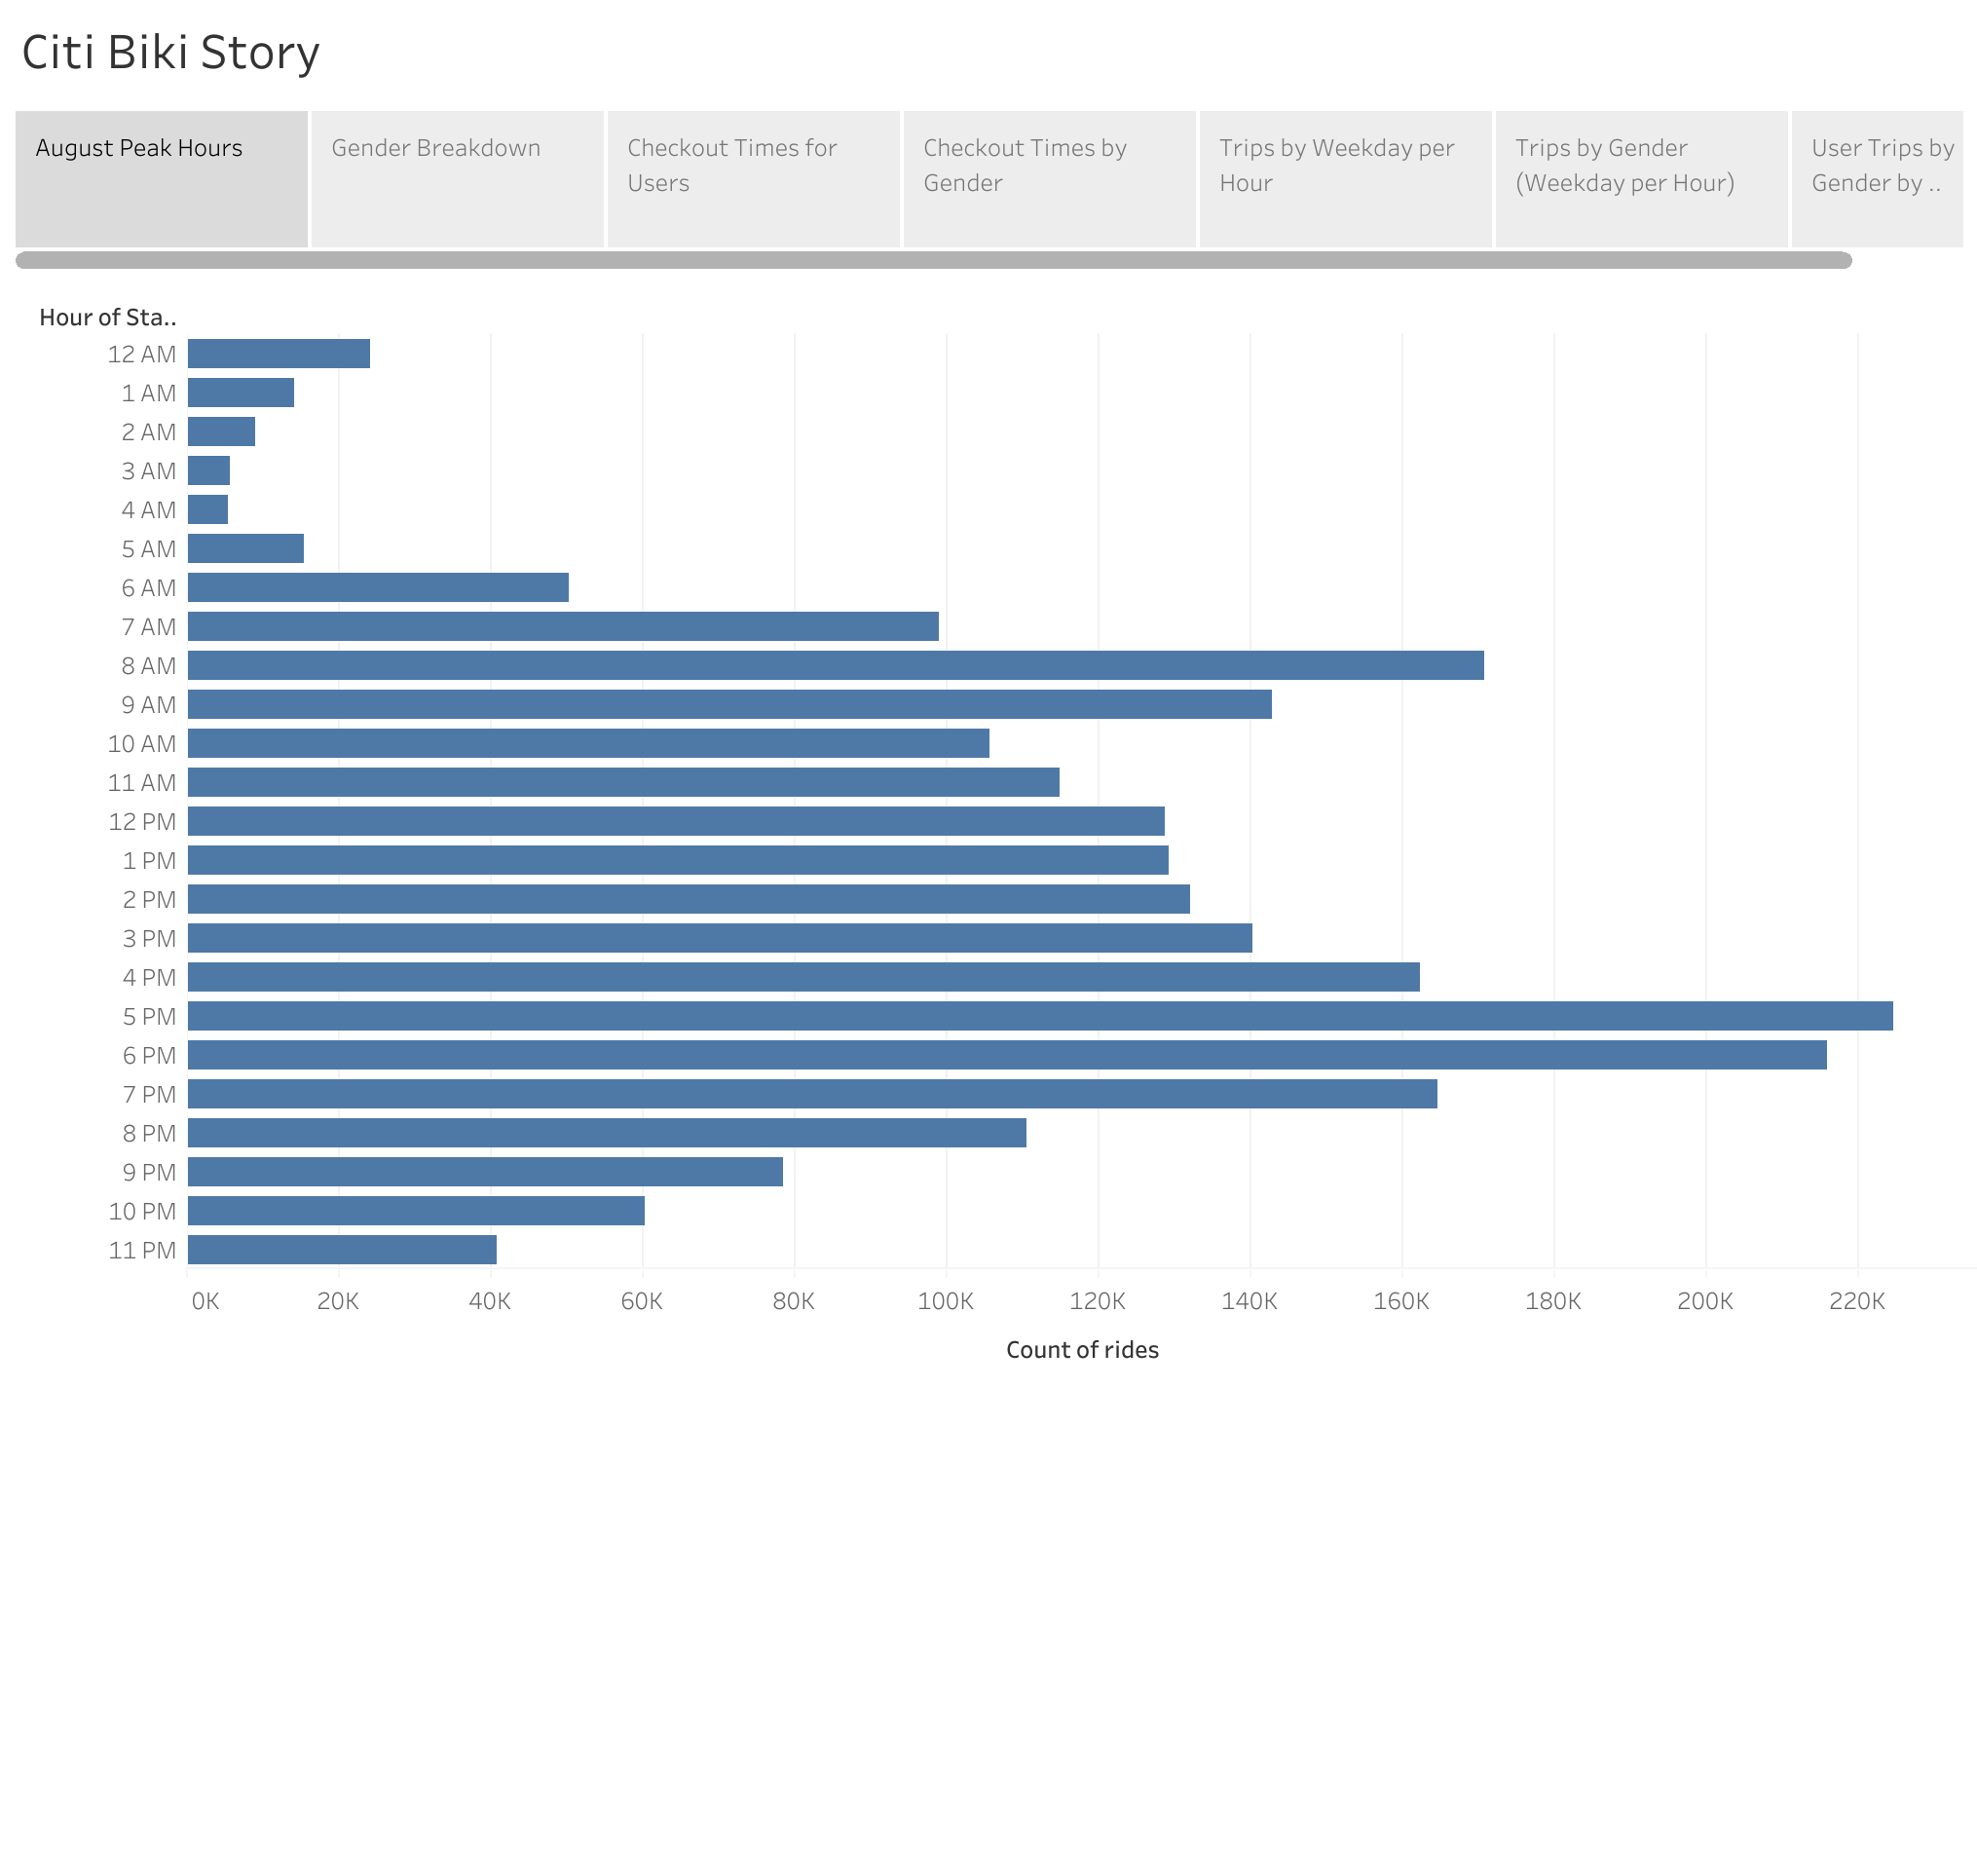 Citi Biki Story
August Peak Hours
Gender Breakdown
Checkout Times for
Users
Checkout Times by
Gender
Trips by Weekday per
Hour
Trips by Gender
(Weekday per Hour)
User Trips by
Gender by ..
Hour of Sta..
12 AM
1 AM
2 AM
3 AM
4 AM
5 AM
6 AM
7 AM
8 AM
9 AM
10 AM
11 AM
12 PM
1 PM
2 PM
3 PM
4 PM
5 PM
6 PM
7 PM
8 PM
9 PM
10 PM
11 PM
0K 20K 40K 60K 80K 100K 120K 140K 160K 180K 200K 220K
Count of rides